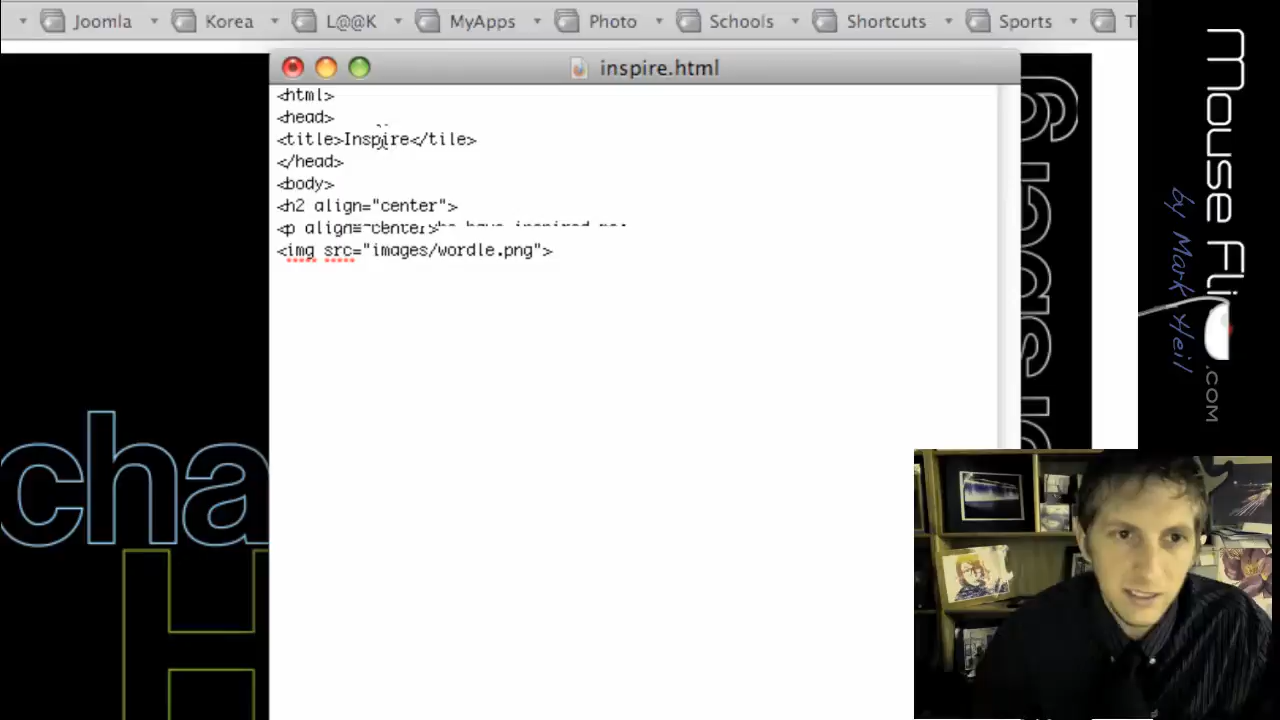 Joomla Korea L@@K MyApps Photo Schools Shortcuts Sports T
inspire.html
<html>
<head>
<title>Inspire</tile>
</head>
<body>
<h2 align="center">
<p align="center>
<img src="images/wordle.png">
cha
H
Mouse Fli
.COM
by Mark Heil